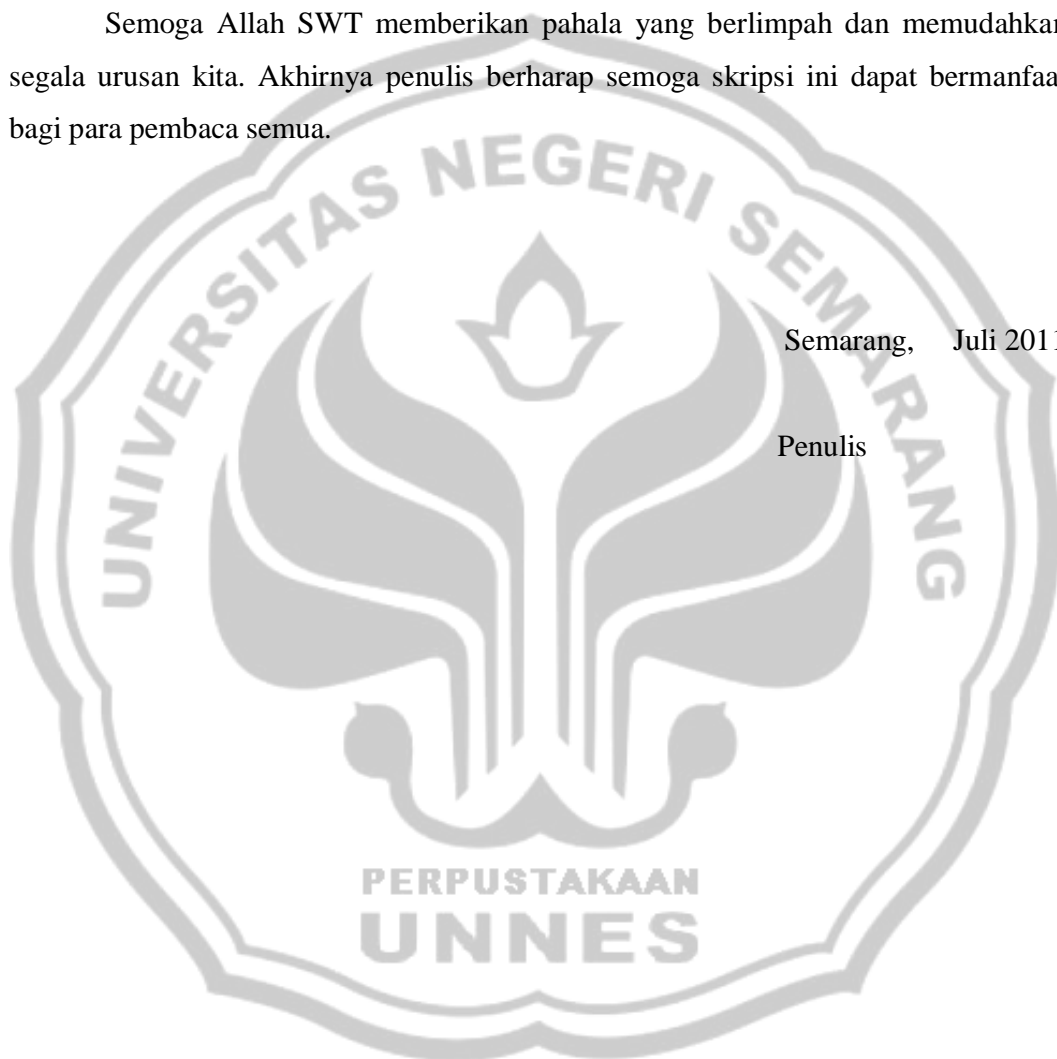 Semoga Allah SWT memberikan pahala yang berlimpah dan memudahkan
segala urusan kita. Akhirnya penulis berharap semoga skripsi ini dapat bermanfaa
bagi para pembaca semua.
UNIVERSITAS NEGERI SEMARANG
Semarang, Juli 2011
Penulis
PERPUSTAKAAN
UNNES